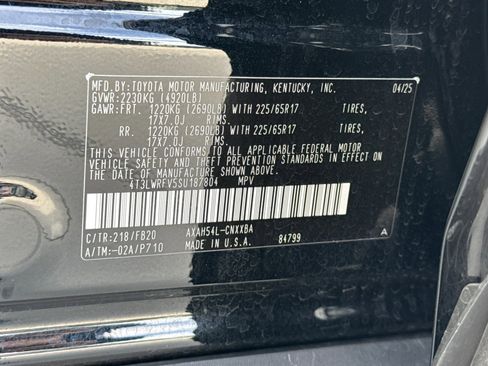 MFD.BY:TOYOTA MOTOR MANUFACTURING, KENTUCKY, INC. 04/25
GVWR:2230KG (4920LB)
GAWR:FRT. 1220KG (2690LB) WITH 225/65R17 TIRES,
17X7.0J RIMS.
RR. 1220KG (2690LB) WITH 225/65R17 TIRES,
17X7.0J RIMS.
THIS VEHICLE CONFORMS TO ALL APPLICABLE FEDERAL MOTOR
VEHICLE SAFETY AND THEFT PREVENTION STANDARDS IN EFFECT ON
THE DATE OF MANUFACTURE SHOWN ABOVE.
4T3LWRFV5SU187804 MPV
C/TR:218/FB20 AXAH54L-CNXXBA A
A/TM:-02A/P710 MADE IN U.S.A. 84799